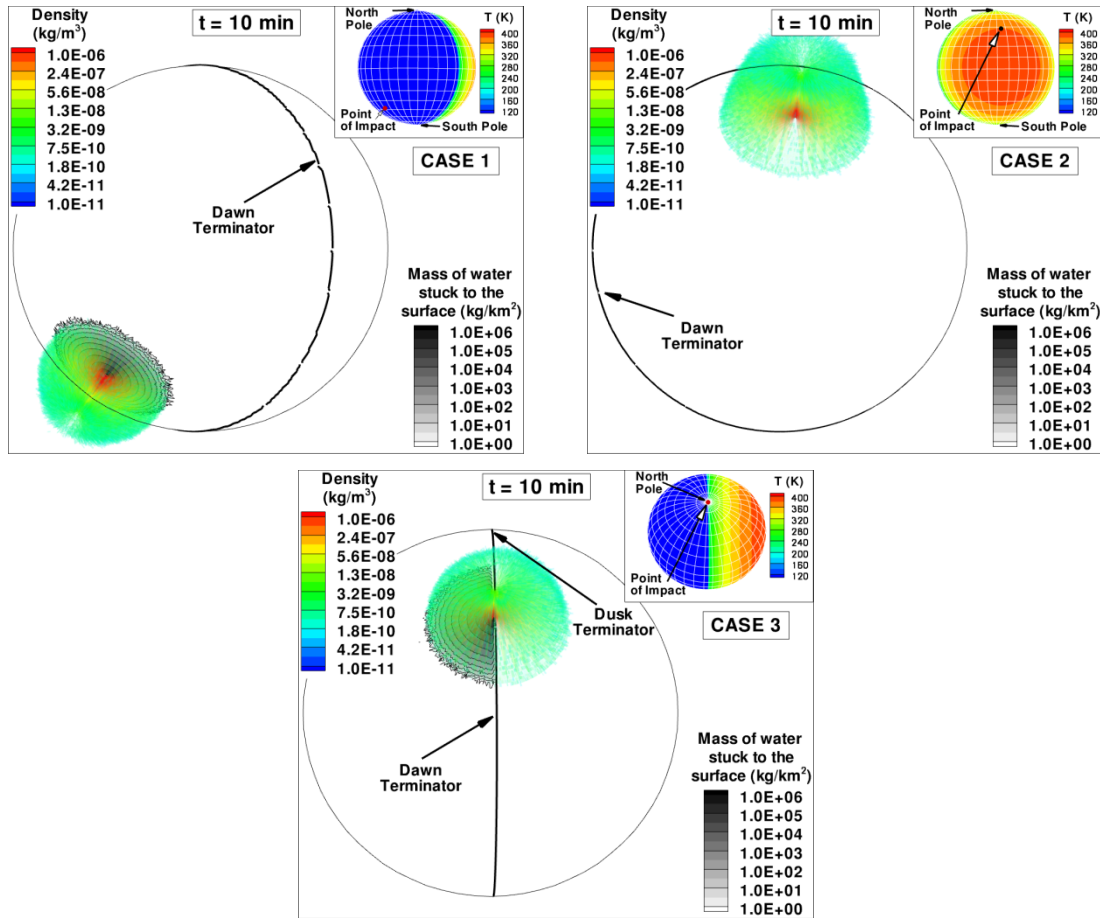 Density
(kg/m³)
1.0E-06
2.4E-07
5.6E-08
1.3E-08
3.2E-09
7.5E-10
1.8E-10
4.2E-11
1.0E-11
t = 10 min
North
Pole
T (K)
400
360
320
280
240
200
160
120
Point
of Impact
South Pole
CASE 1
Dawn
Terminator
Mass of water
stuck to the
surface (kg/km²)
1.0E+06
1.0E+05
1.0E+04
1.0E+03
1.0E+02
1.0E+01
1.0E+00
Density
(kg/m³)
1.0E-06
2.4E-07
5.6E-08
1.3E-08
3.2E-09
7.5E-10
1.8E-10
4.2E-11
1.0E-11
t = 10 min
North
Pole
T (K)
400
360
320
280
240
200
160
120
Point
of Impact
South Pole
CASE 2
Dawn
Terminator
Mass of water
stuck to the
surface (kg/km²)
1.0E+06
1.0E+05
1.0E+04
1.0E+03
1.0E+02
1.0E+01
1.0E+00
Density
(kg/m³)
1.0E-06
2.4E-07
5.6E-08
1.3E-08
3.2E-09
7.5E-10
1.8E-10
4.2E-11
1.0E-11
t = 10 min
North
Pole
T (K)
400
360
320
280
240
200
160
120
Point
of Impact
CASE 3
Dusk
Terminator
Dawn
Terminator
Mass of water
stuck to the
surface (kg/km²)
1.0E+06
1.0E+05
1.0E+04
1.0E+03
1.0E+02
1.0E+01
1.0E+00